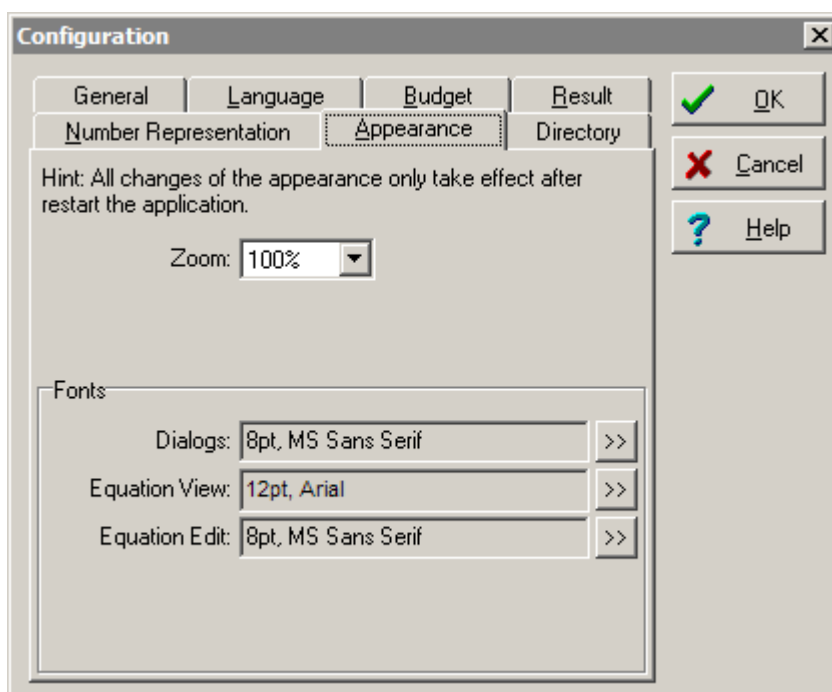 Configuration
General Language Budget Result
Number Representation Appearance Directory
Hint: All changes of the appearance only take effect after
restart the application.
Zoom: 100%
Fonts
Dialogs: 8pt, MS Sans Serif >>
Equation View: 12pt, Arial >>
Equation Edit: 8pt, MS Sans Serif >>
OK
Cancel
Help